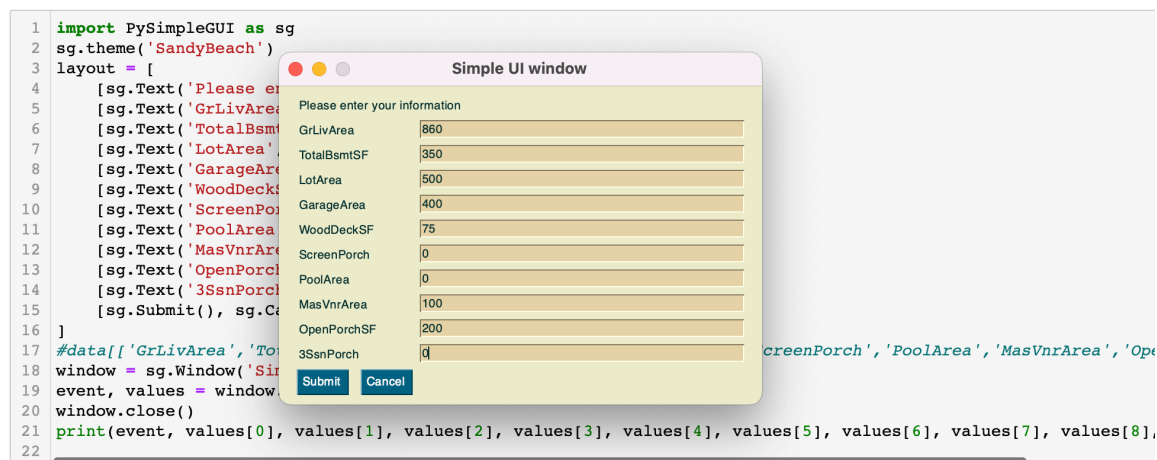 1 import PySimpleGUI as sg
2 sg.theme('SandyBeach')
3 layout = [
4 [sg.Text('Please
5 [sg.Text('GrLivArea
6 [sg.Text('TotalBsmt
7 [sg.Text('LotArea'
8 [sg.Text('GarageAre
9 [sg.Text('WoodDeckS
10 [sg.Text('ScreenPor
11 [sg.Text('PoolArea
12 [sg.Text('MasVnrAre
13 [sg.Text('OpenPorch
14 [sg.Text('3SsnPorch
15 [sg.Submit(), sg.Ca
16 ]
17 #data[['GrLivArea','Tot
18 window = sg.Window('Sim
19 event, values = window.
20 window.close()
21 print(event, values[0], values[1], values[2], values[3], values[4], values[5], values[6], values[7], values[8],
22
Simple UI window
Please enter your information
GrLivArea 860
TotalBsmtSF 350
LotArea 500
GarageArea 400
WoodDeckSF 75
ScreenPorch 0
PoolArea 0
MasVnrArea 100
OpenPorchSF 200
3SsnPorch 0
Submit Cancel
creenPorch','PoolArea','MasVnrArea','Ope